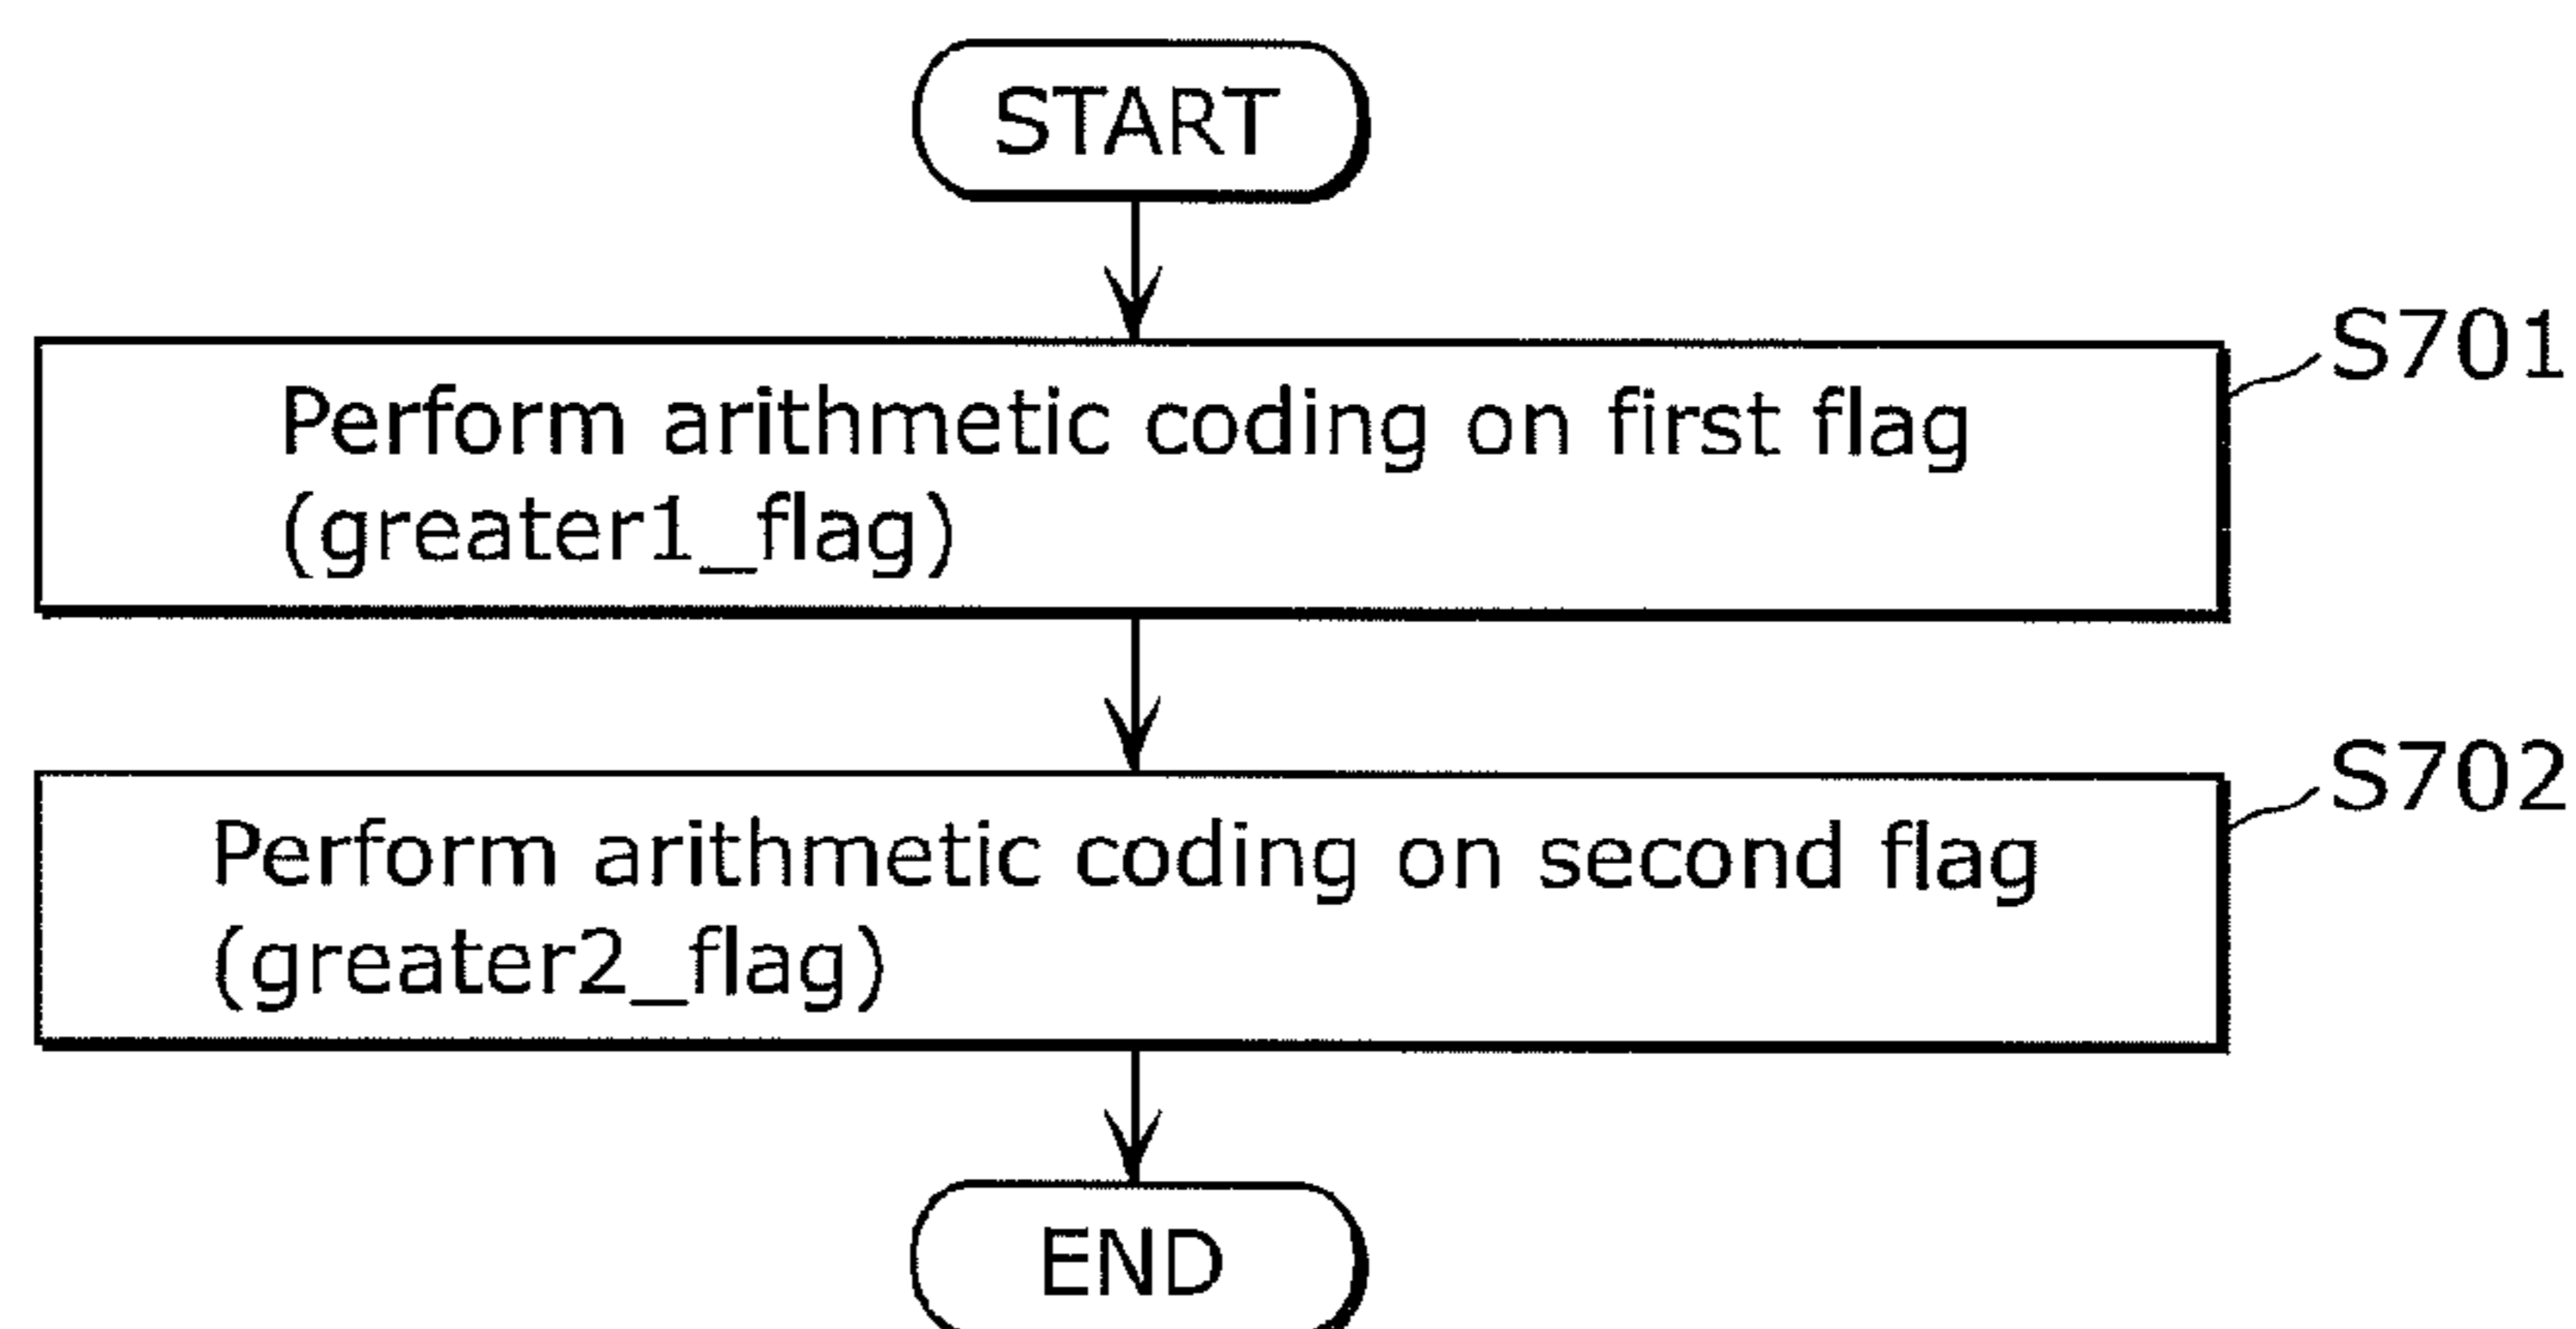 START
S701
Perform arithmetic coding on first flag
(greater1_flag)
S702
Perform arithmetic coding on second flag
(greater2_flag)
END